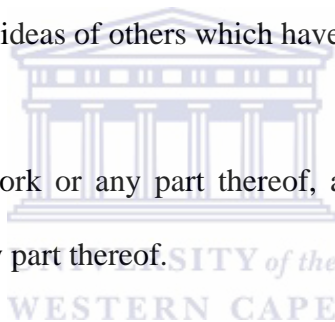 ideas of others which have
ork or any part thereof, a
y part thereof.
UNIVERSITY of the
WESTERN CAPE